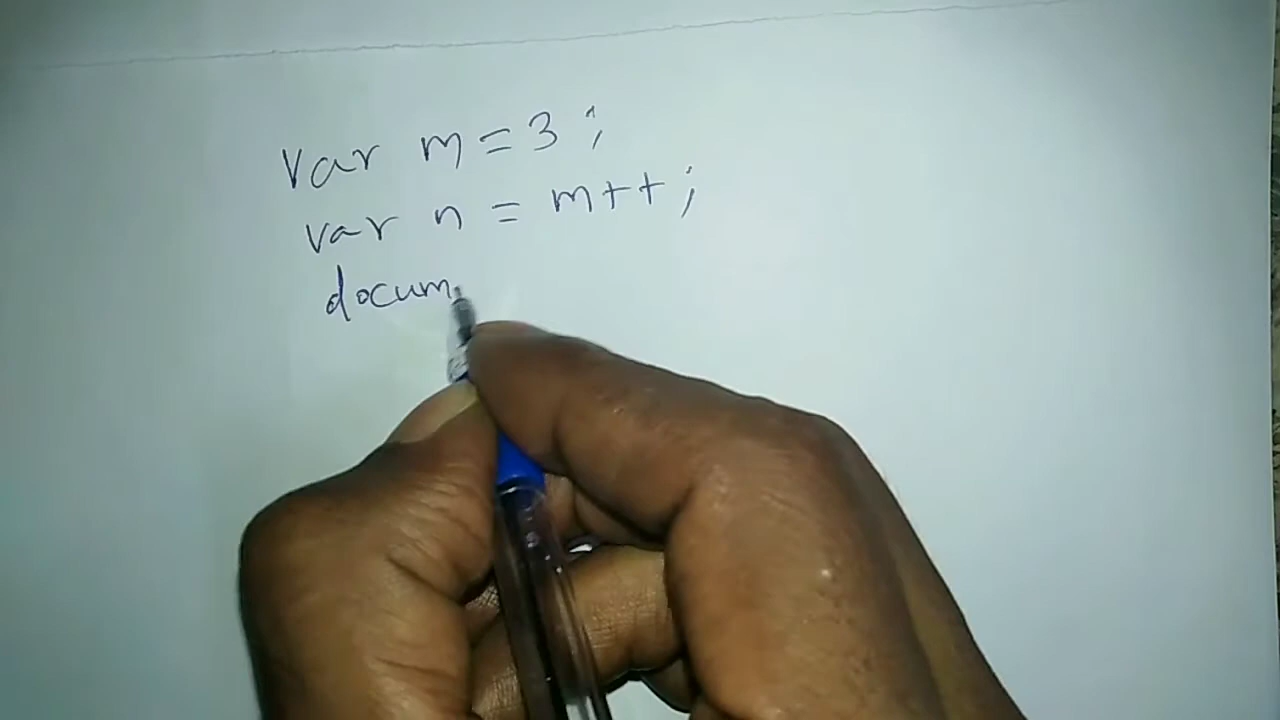 var m = 3 ;
var n = m++ ;
docum